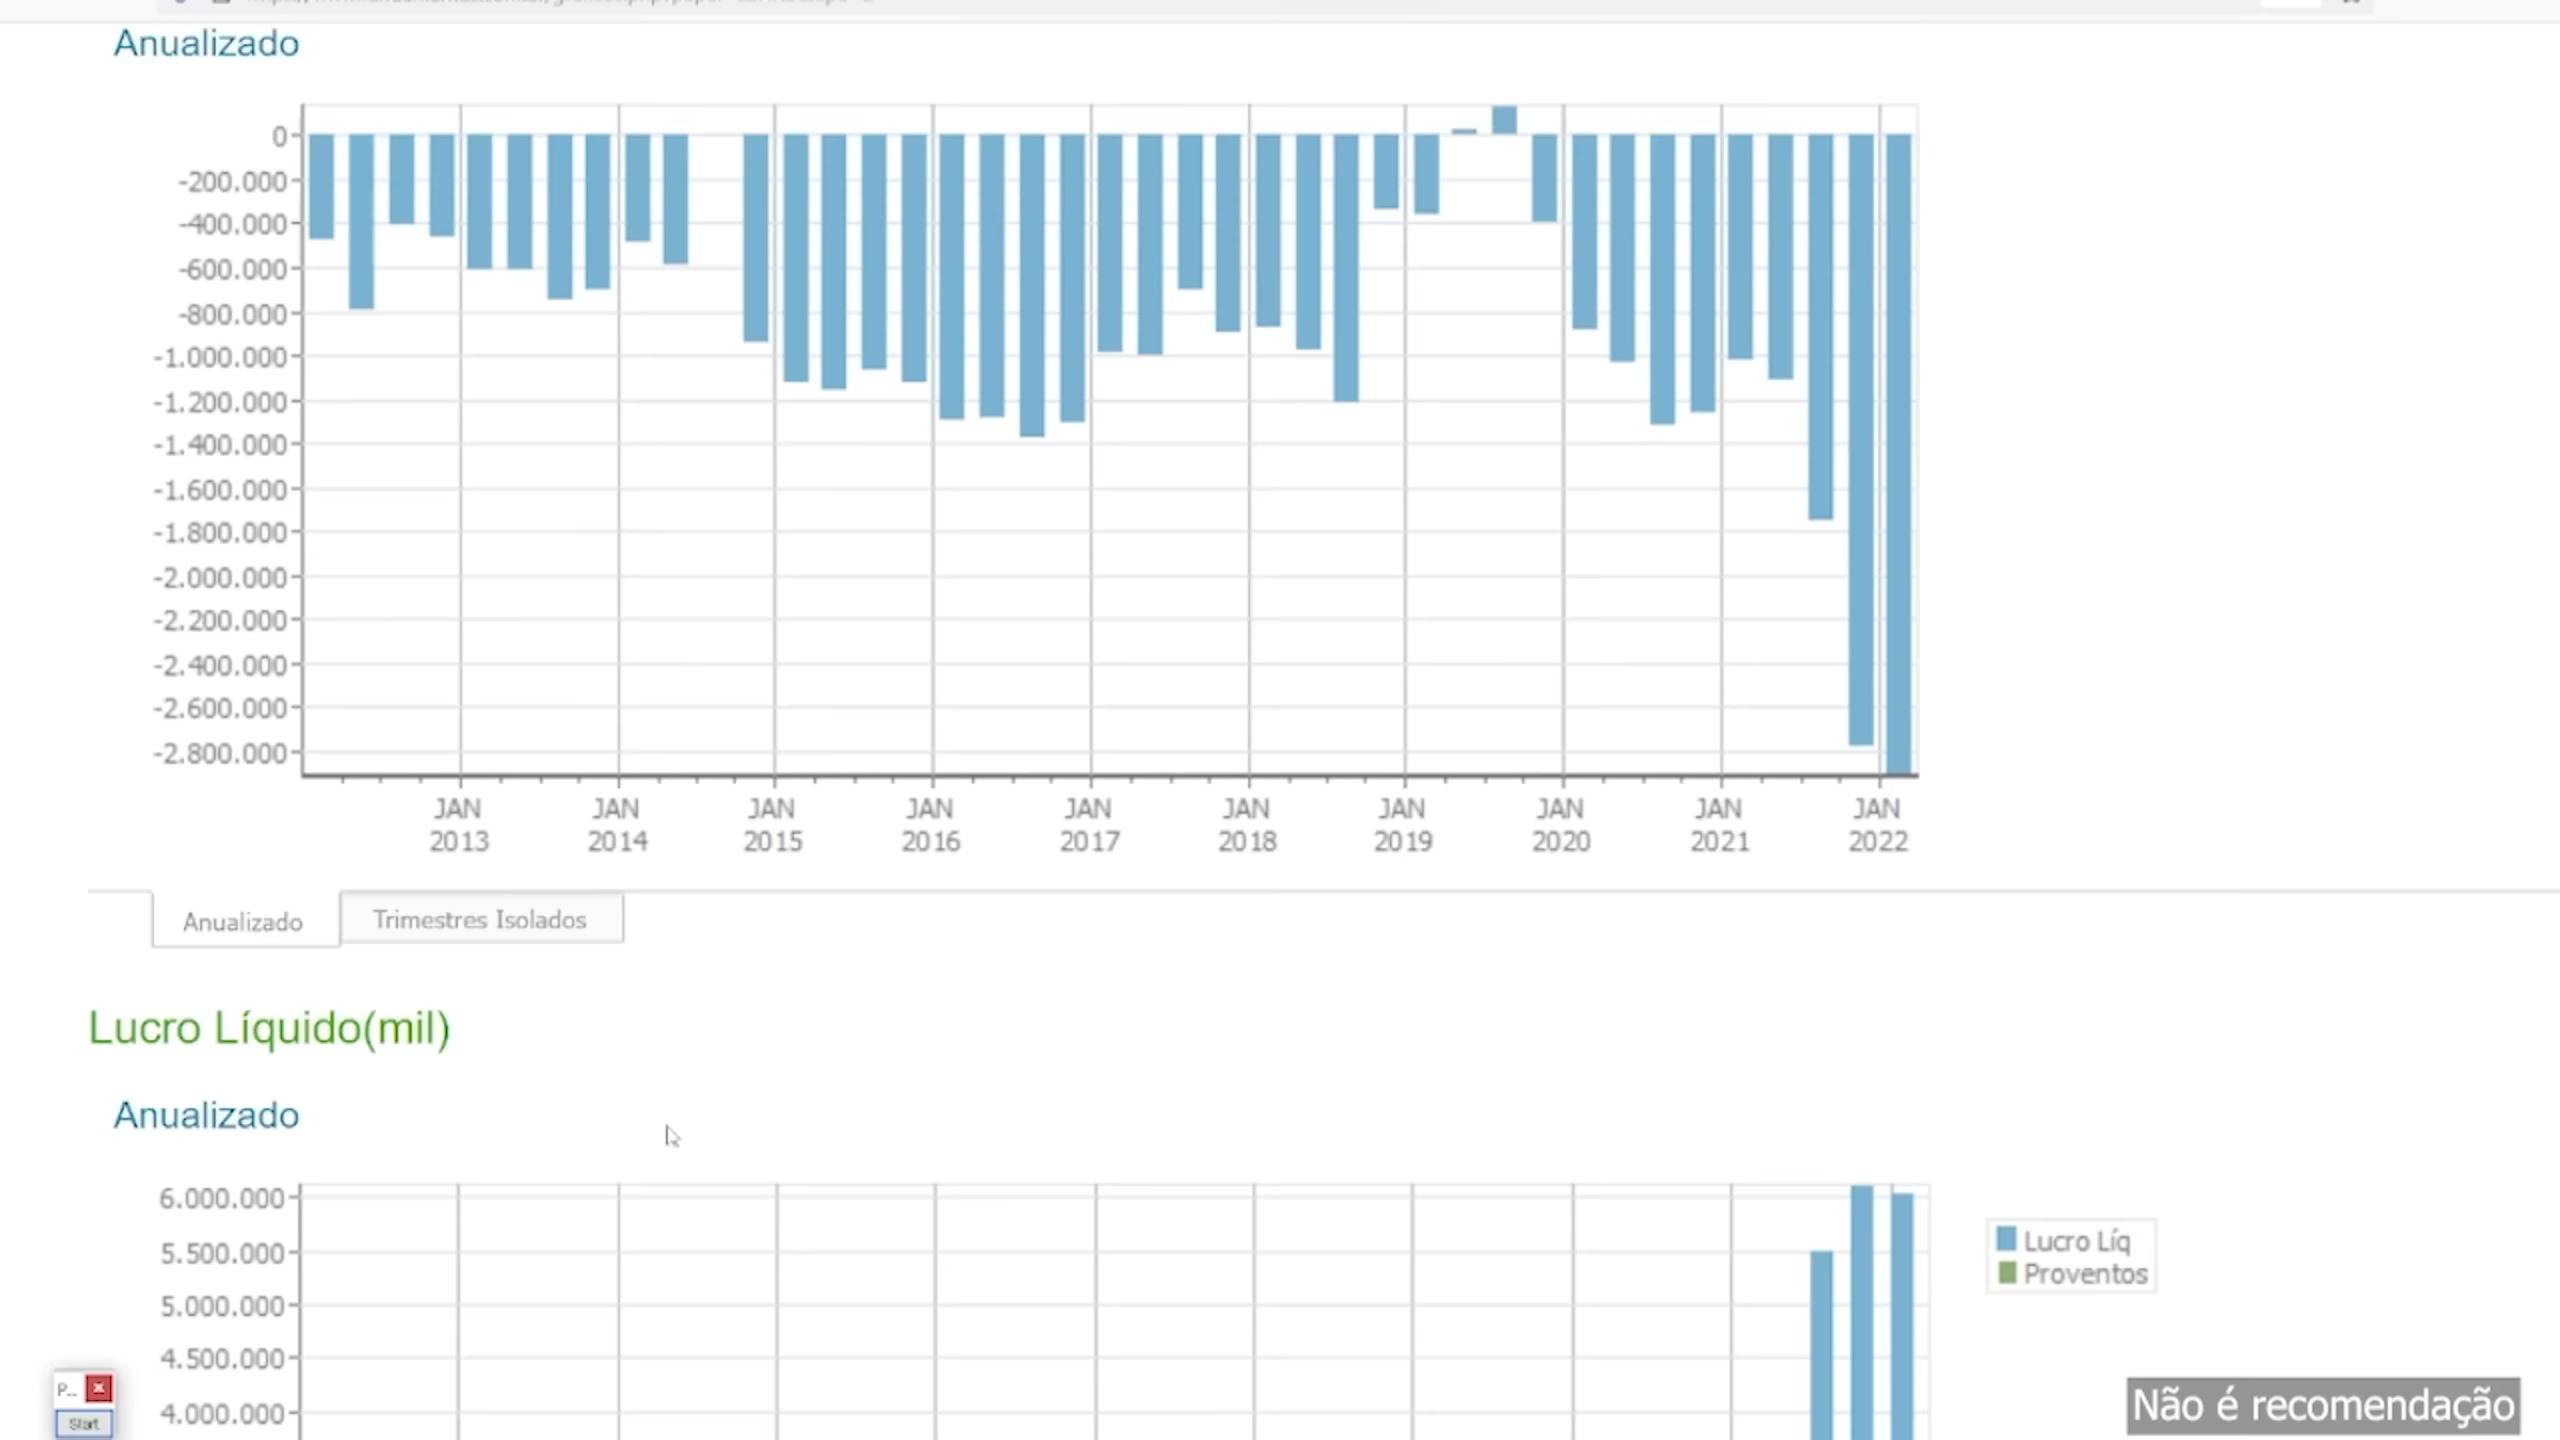 Anualizado
0
-200.000
-400.000
-600.000
-800.000
-1.000.000
-1.200.000
-1.400.000
-1.600.000
-1.800.000
-2.000.000
-2.200.000
-2.400.000
-2.600.000
-2.800.000
JAN JAN JAN JAN JAN JAN JAN JAN JAN JAN
2013 2014 2015 2016 2017 2018 2019 2020 2021 2022
Anualizado Trimestres Isolados
Lucro Líquido(mil)
Anualizado
6.000.000
5.500.000
5.000.000
4.500.000
4.000.000
Lucro Líq
Proventos
P...
Start
Não é recomendação